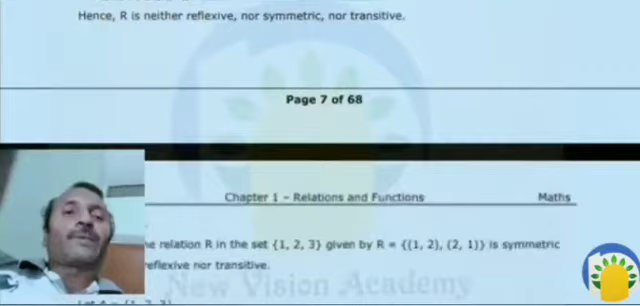 Hence, R is neither reflexive, nor symmetric, nor transitive.
Page 7 of 68
Chapter 1 – Relations and Functions Maths
relation R in the set {1, 2, 3} given by R = {(1, 2), (2, 1)} is symmetric
reflexive nor transitive.
New Vision Academy